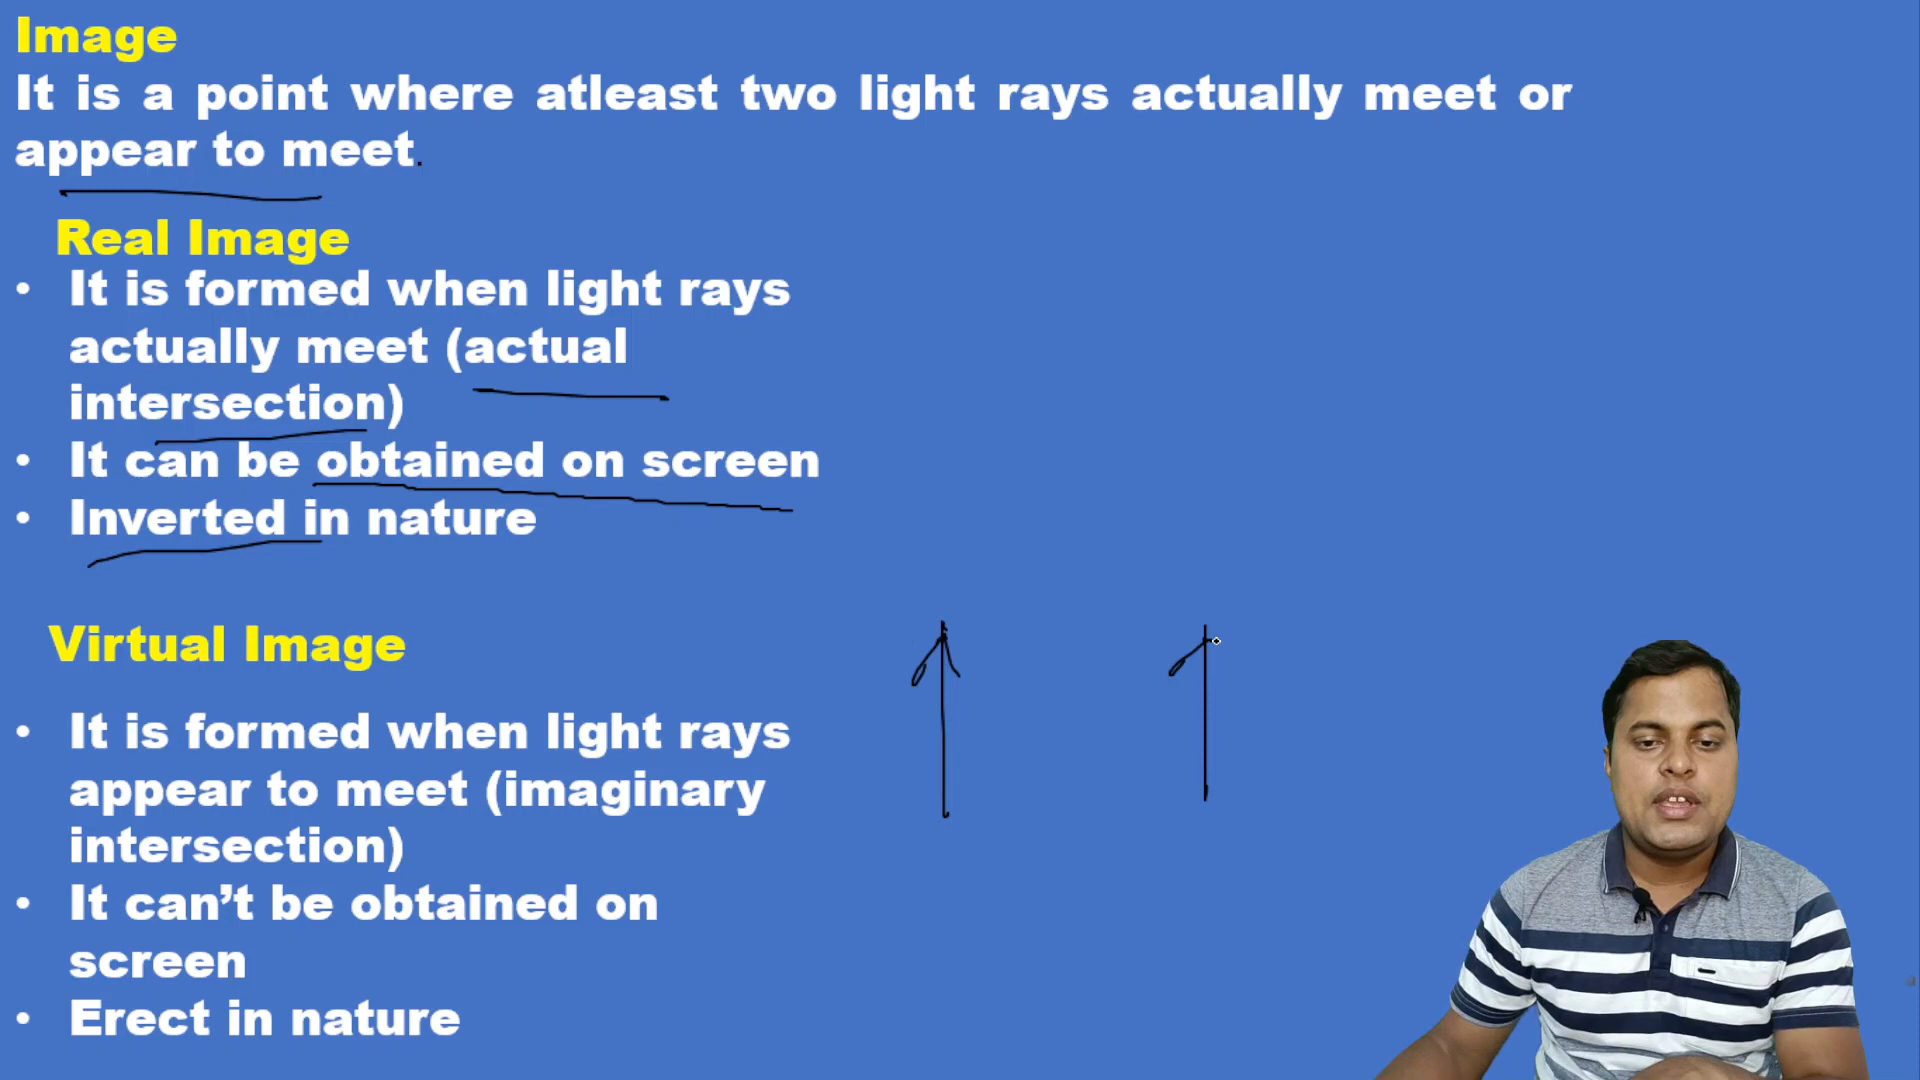 Image
It is a point where atleast two light rays actually meet or
appear to meet.
Real Image
• It is formed when light rays
actually meet (actual
intersection)
• It can be obtained on screen
• Inverted in nature
Virtual Image
• It is formed when light rays
appear to meet (imaginary
intersection)
• It can’t be obtained on
screen
• Erect in nature